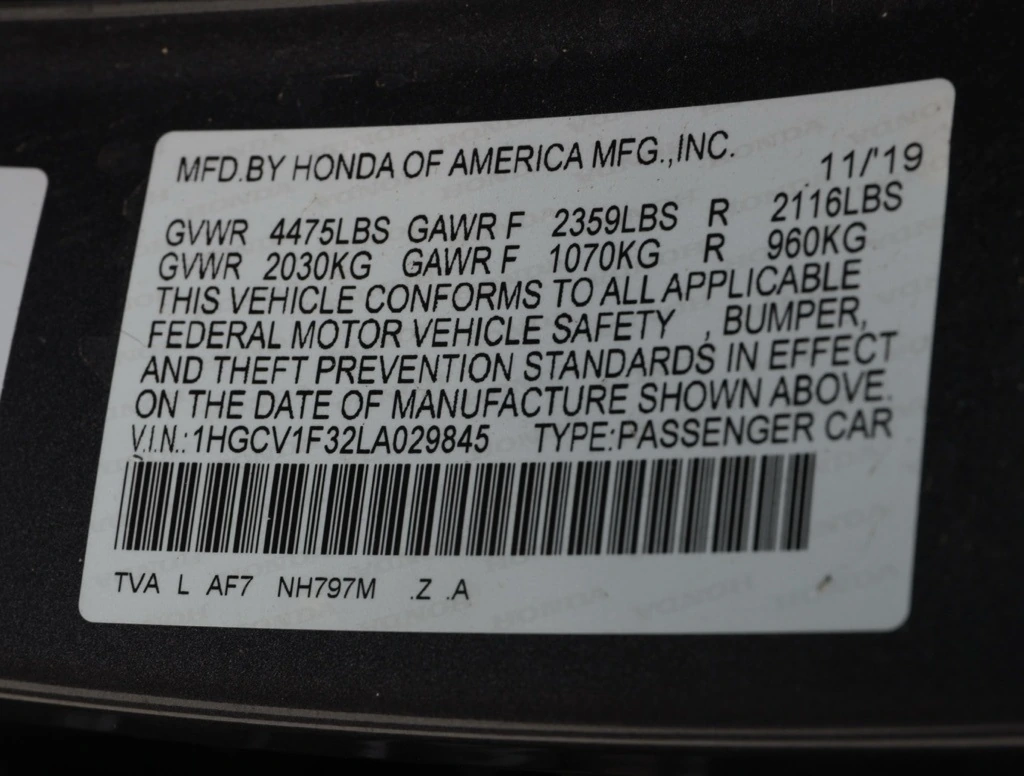 MFD.BY HONDA OF AMERICA MFG.,INC. 11/'19
GVWR 4475LBS GAWR F 2359LBS R 2116LBS
GVWR 2030KG GAWR F 1070KG R 960KG
THIS VEHICLE CONFORMS TO ALL APPLICABLE
FEDERAL MOTOR VEHICLE SAFETY , BUMPER,
AND THEFT PREVENTION STANDARDS IN EFFECT
ON THE DATE OF MANUFACTURE SHOWN ABOVE.
V.I.N.:1HGCV1F32LA029845 TYPE:PASSENGER CAR
TVA L AF7 NH797M .Z .A